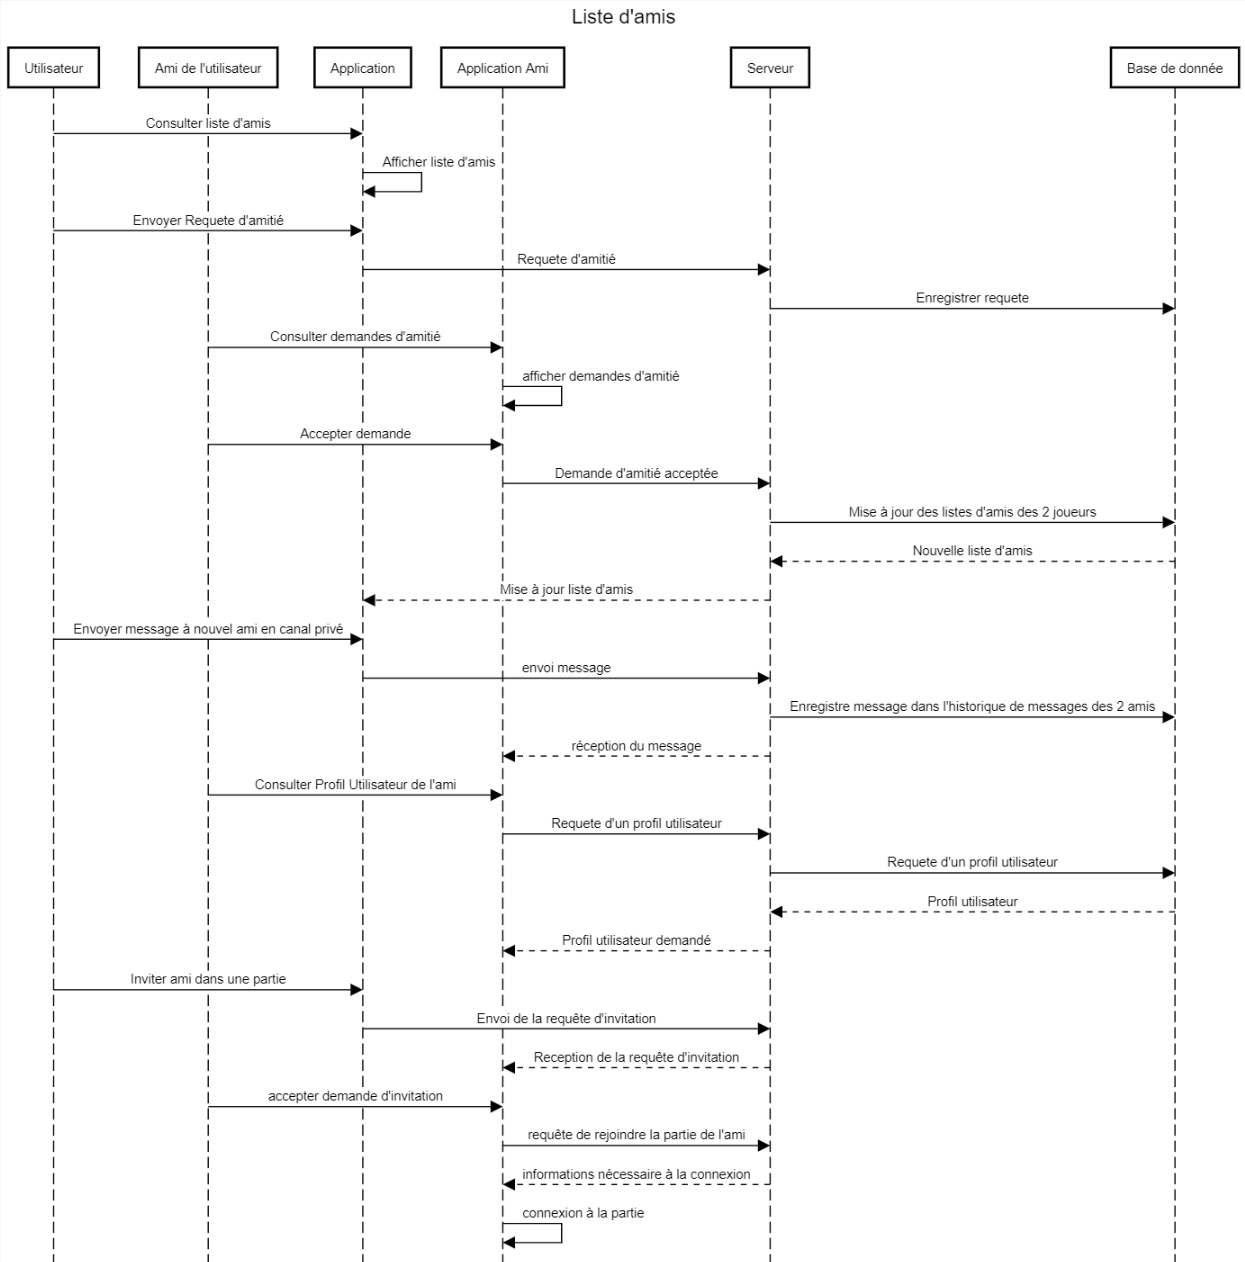 Liste d'amis
Utilisateur
Ami de l'utilisateur
Application
Application Ami
Serveur
Base de donnée
Consulter liste d'amis
Afficher liste d'amis
Envoyer Requete d'amitié
Requete d'amitié
Enregistrer requete
Consulter demandes d'amitié
afficher demandes d'amitié
Accepter demande
Demande d'amitié acceptée
Mise à jour des listes d'amis des 2 joueurs
Nouvelle liste d'amis
Mise à jour liste d'amis
Envoyer message à nouvel ami en canal privé
envoi message
Enregistre message dans l'historique de messages des 2 amis
réception du message
Consulter Profil Utilisateur de l'ami
Requete d'un profil utilisateur
Requete d'un profil utilisateur
Profil utilisateur
Profil utilisateur demandé
Inviter ami dans une partie
Envoi de la requête d'invitation
Reception de la requête d'invitation
accepter demande d'invitation
requête de rejoindre la partie de l'ami
informations nécessaire à la connexion
connexion à la partie